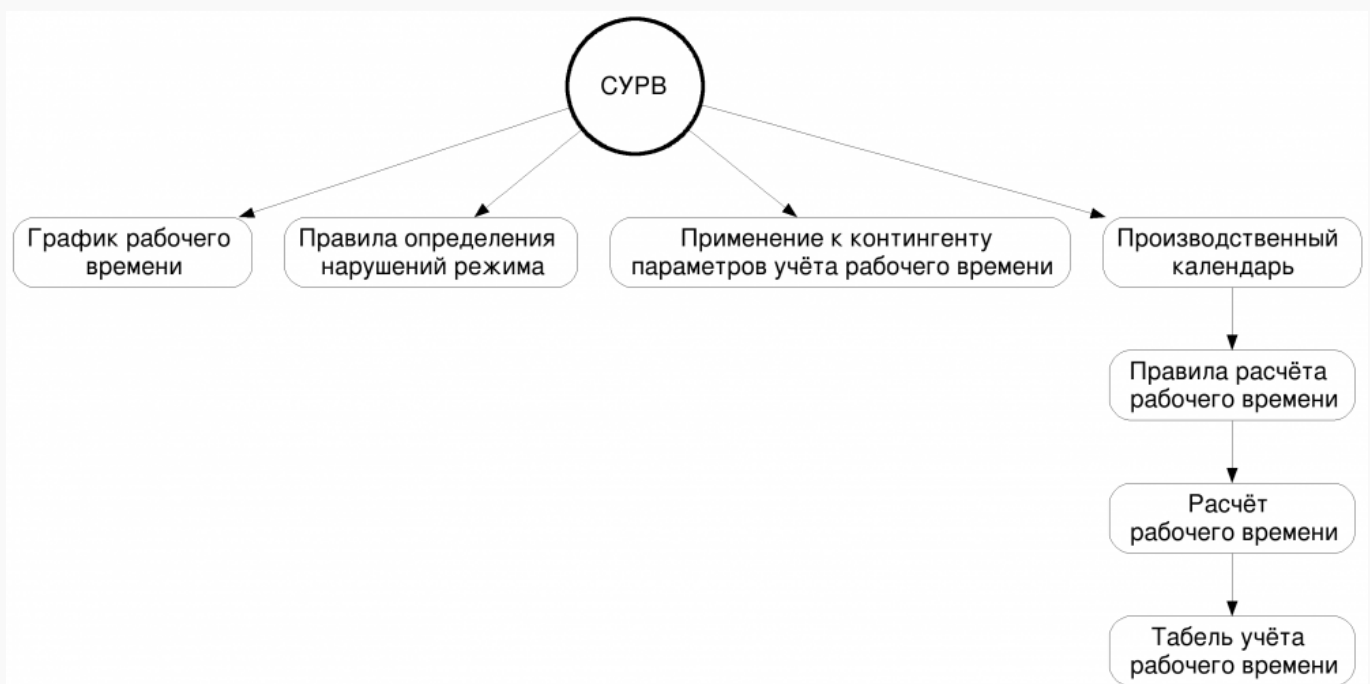 СУРВ
График рабочего
времени
Правила определения
нарушений режима
Применение к контингенту
параметров учёта рабочего времени
Производственный
календарь
Правила расчёта
рабочего времени
Расчёт
рабочего времени
Табель учёта
рабочего времени